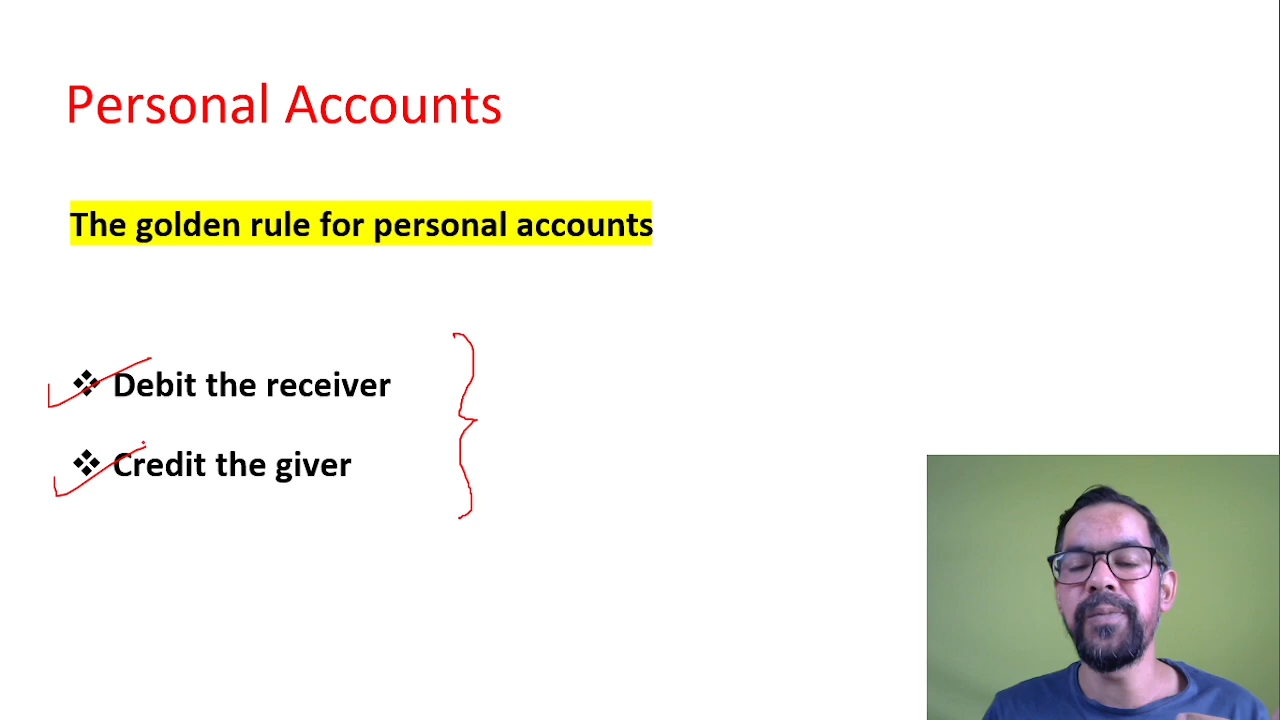 Personal Accounts
The golden rule for personal accounts
❖ Debit the receiver
❖ Credit the giver